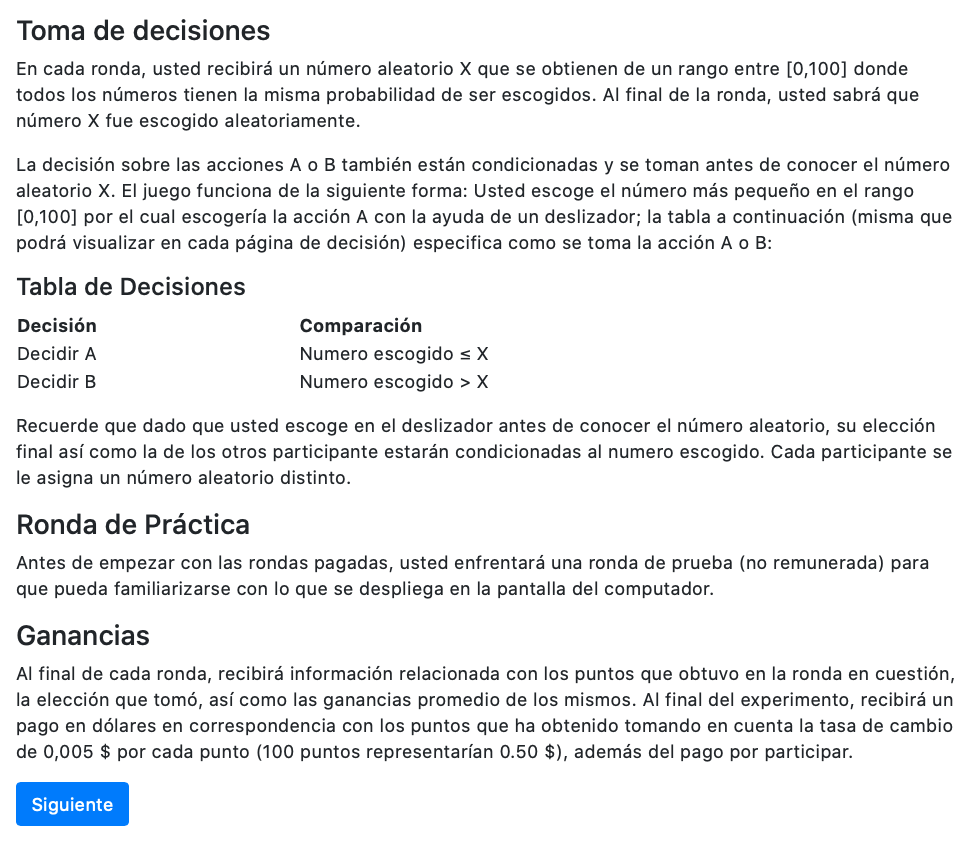 Toma de decisiones
En cada ronda, usted recibirá un número aleatorio X que se obtienen de un rango entre [0,100] donde
todos los números tienen la misma probabilidad de ser escogidos. Al final de la ronda, usted sabrá que
número X fue escogido aleatoriamente.
La decisión sobre las acciones A o B también están condicionadas y se toman antes de conocer el número
aleatorio X. El juego funciona de la siguiente forma: Usted escoge el número más pequeño en el rango
[0,100] por el cual escogería la acción A con la ayuda de un deslizador; la tabla a continuación (misma que
podrá visualizar en cada página de decisión) especifica como se toma la acción A o B:
Tabla de Decisiones
Decisión Comparación
Decidir A Numero escogido ≤ X
Decidir B Numero escogido > X
Recuerde que dado que usted escoge en el deslizador antes de conocer el número aleatorio, su elección
final así como la de los otros participante estarán condicionadas al numero escogido. Cada participante se
le asigna un número aleatorio distinto.
Ronda de Práctica
Antes de empezar con las rondas pagadas, usted enfrentará una ronda de prueba (no remunerada) para
que pueda familiarizarse con lo que se despliega en la pantalla del computador.
Ganancias
Al final de cada ronda, recibirá información relacionada con los puntos que obtuvo en la ronda en cuestión,
la elección que tomó, así como las ganancias promedio de los mismos. Al final del experimento, recibirá un
pago en dólares en correspondencia con los puntos que ha obtenido tomando en cuenta la tasa de cambio
de 0,005 $ por cada punto (100 puntos representarían 0.50 $), además del pago por participar.
Siguiente